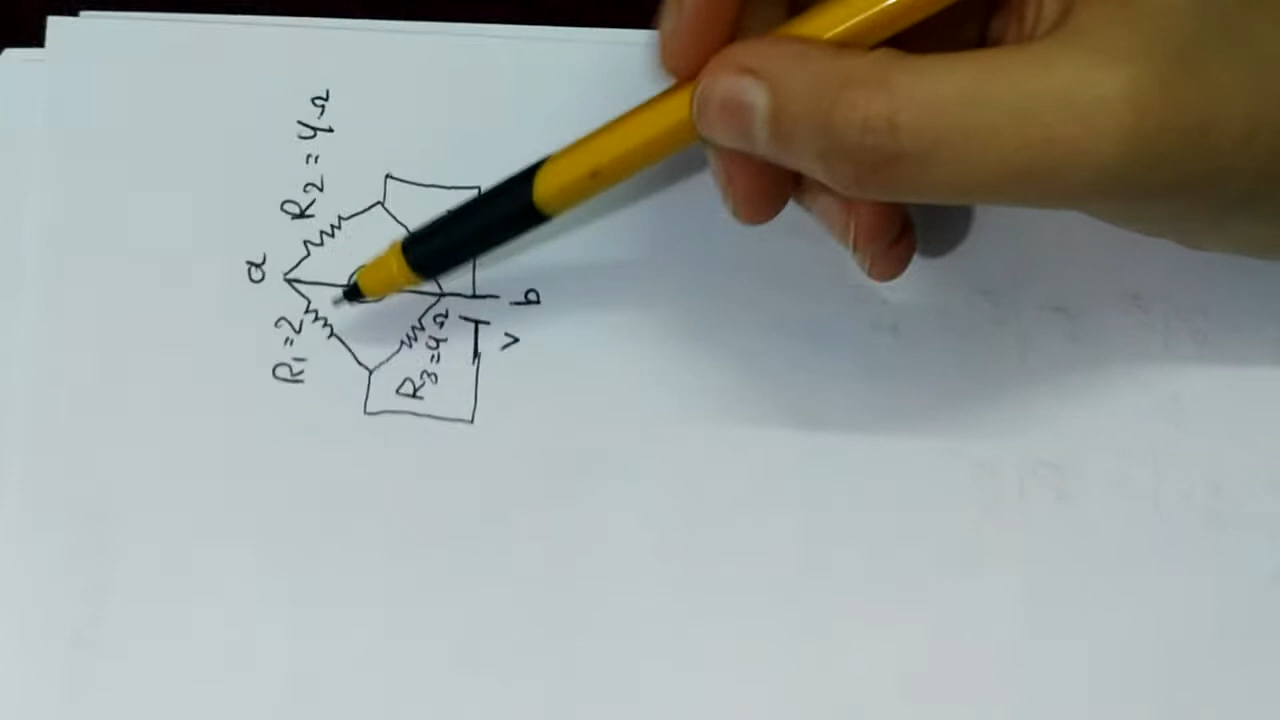 a
R₂ = 4Ω
R₁ = 2
R₃ = 4Ω
b
V